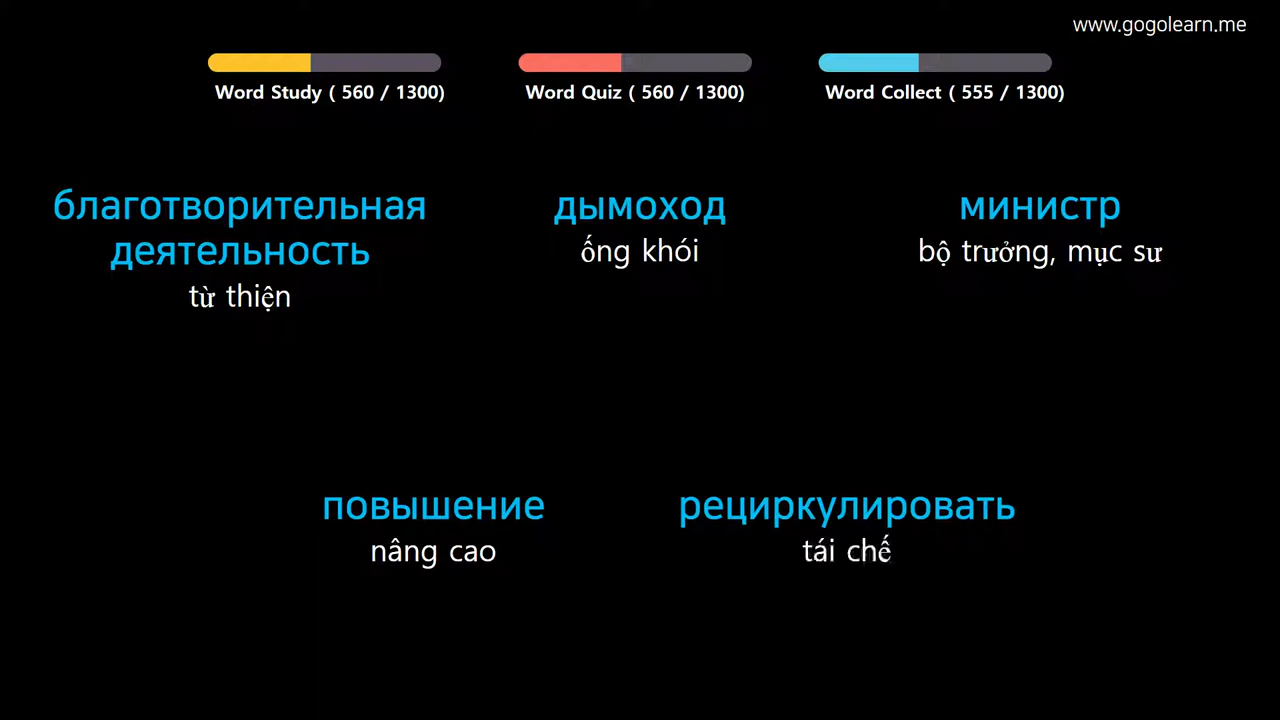 www.gogolearn.me
Word Study ( 560 / 1300)
Word Quiz ( 560 / 1300)
Word Collect ( 555 / 1300)
благотворительная
деятельность
từ thiện
дымоход
ống khói
министр
bộ trưởng, mục sư
повышение
nâng cao
рециркулировать
tái chế